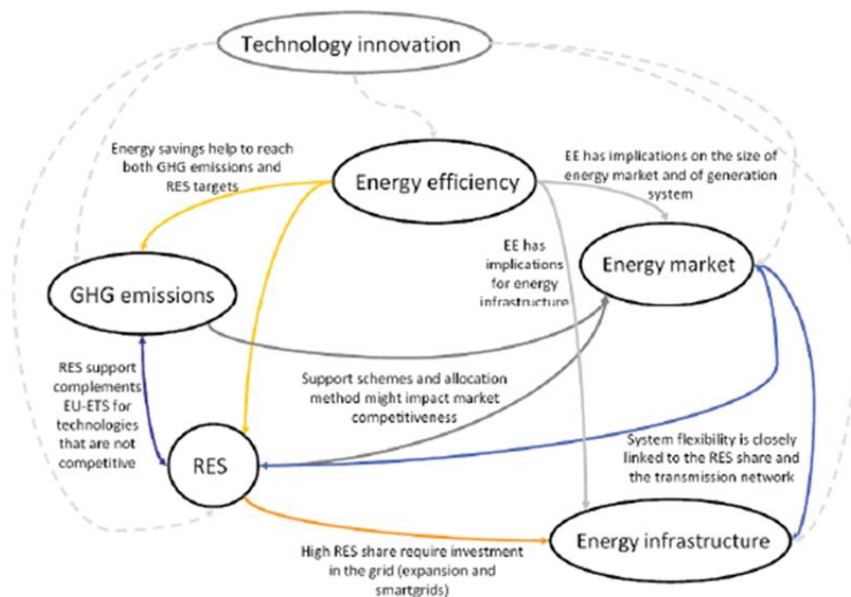 Technology innovation
Energy savings help to reach
both GHG emissions and
RES targets
Energy efficiency
EE has implications on the size of
energy market and of generation
system
EE has
implications
for energy
infrastructure
Energy market
GHG emissions
RES support
complements
EU-ETS for
technologies
that are not
competitive
Support schemes and allocation
method might impact market
competitiveness
RES
System flexibility is closely
linked to the RES share and
the transmission network
Energy infrastructure
High RES share require investment
in the grid (expansion and
smartgrids)